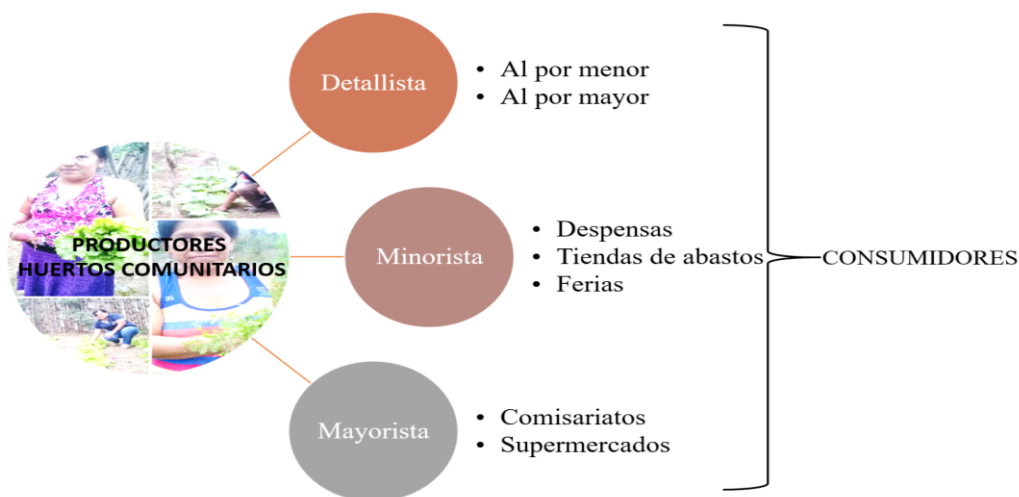 PRODUCTORES
HUERTOS COMUNITARIOS
Detallista
• Al por menor
• Al por mayor
Minorista
• Despensas
• Tiendas de abastos
• Ferias
Mayorista
• Comisariatos
• Supermercados
CONSUMIDORES